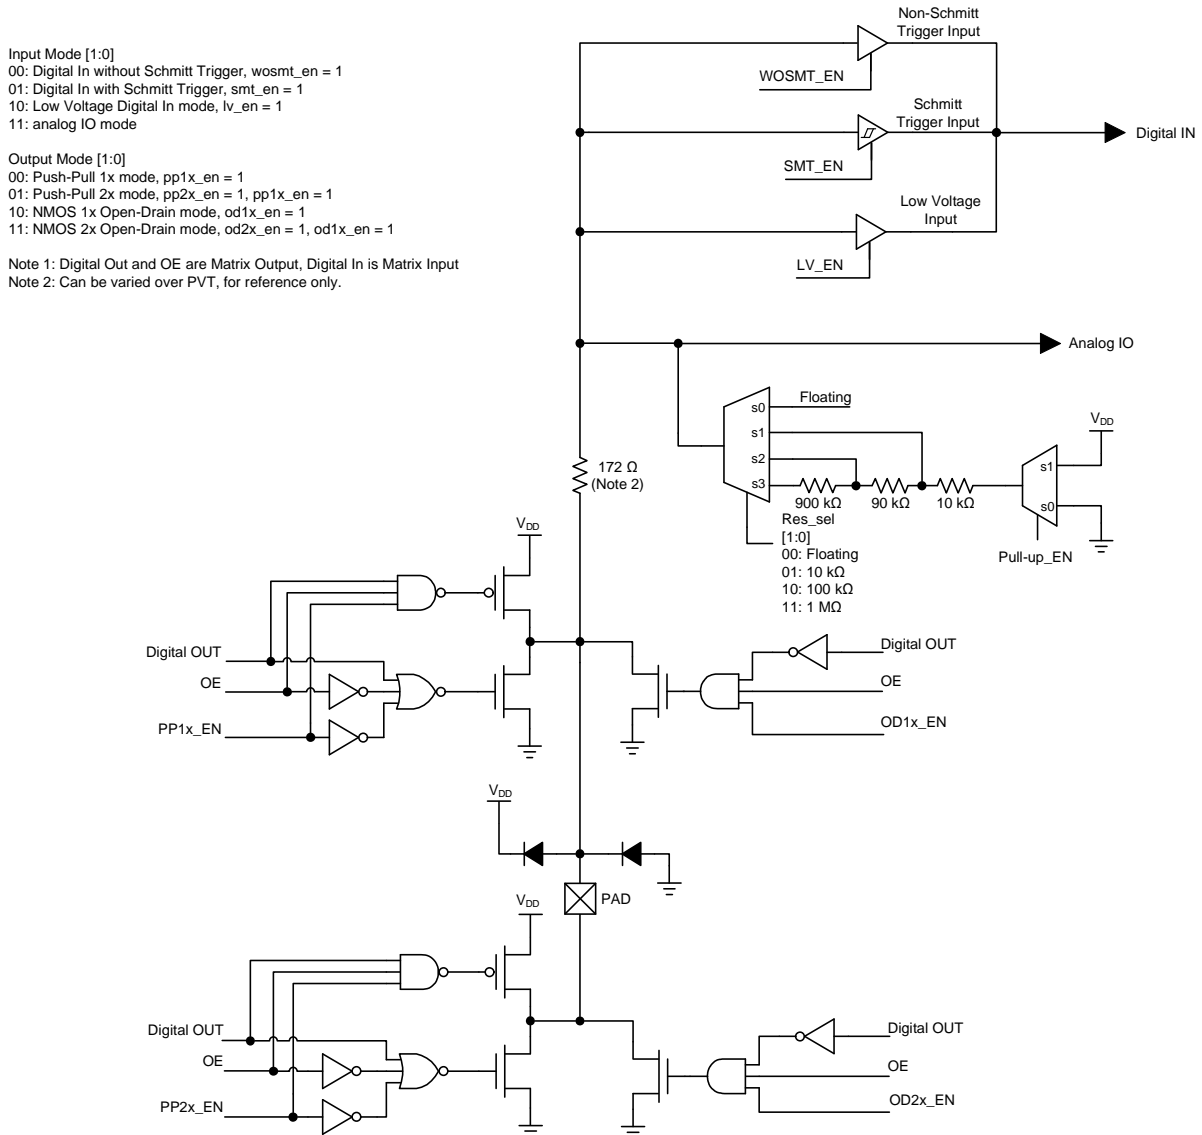 Input Mode [1:0]
00: Digital In without Schmitt Trigger, wosmt_en = 1
01: Digital In with Schmitt Trigger, smt_en = 1
10: Low Voltage Digital In mode, lv_en = 1
11: analog IO mode
Output Mode [1:0]
00: Push-Pull 1x mode, pp1x_en = 1
01: Push-Pull 2x mode, pp2x_en = 1, pp1x_en = 1
10: NMOS 1x Open-Drain mode, od1x_en = 1
11: NMOS 2x Open-Drain mode, od2x_en = 1, od1x_en = 1
Note 1: Digital Out and OE are Matrix Output, Digital In is Matrix Input
Note 2: Can be varied over PVT, for reference only.
Non-Schmitt
Trigger Input
WOSMT_EN
Schmitt
Trigger Input
SMT_EN
Digital IN
Low Voltage
Input
LV_EN
Analog IO
Floating
s0
s1
s2
s3
900 kΩ
90 kΩ
10 kΩ
VDD
s1
s0
Pull-up_EN
Res_sel
[1:0]
00: Floating
01: 10 kΩ
10: 100 kΩ
11: 1 MΩ
172 Ω
(Note 2)
VDD
Digital OUT
OE
PP1x_EN
Digital OUT
OE
OD1x_EN
VDD
PAD
VDD
Digital OUT
OE
PP2x_EN
Digital OUT
OE
OD2x_EN